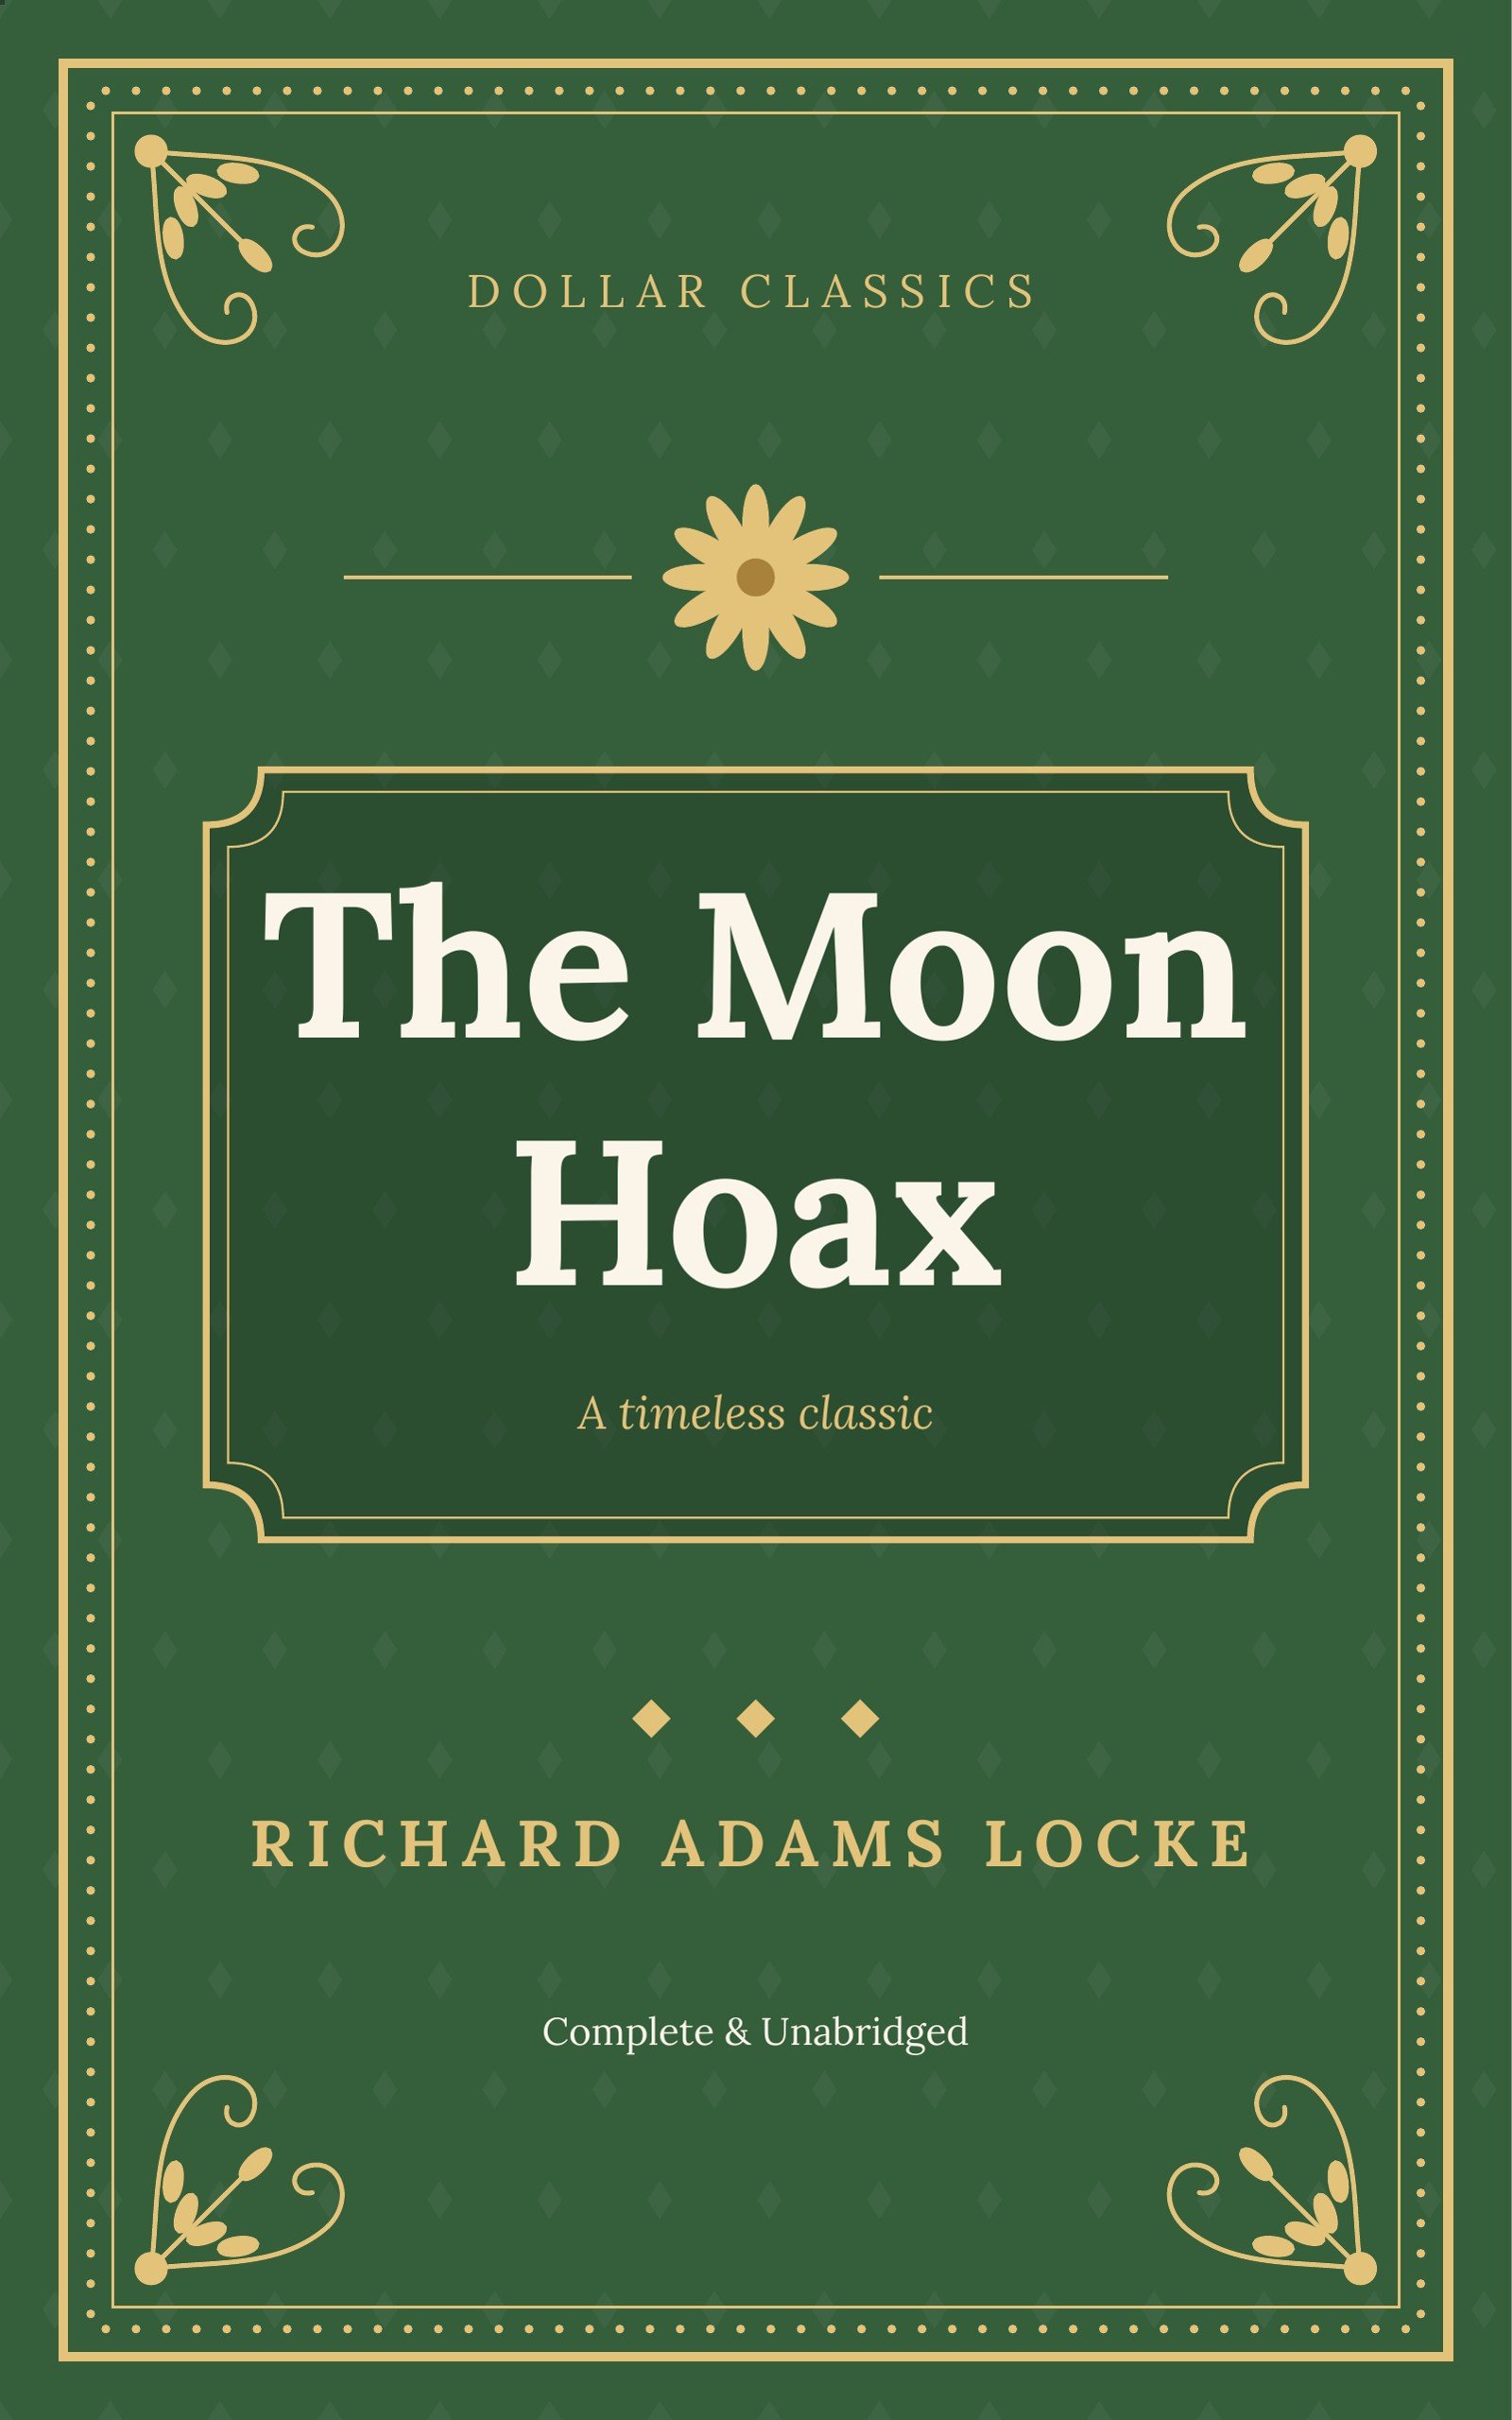 DOLLAR CLASSICS
The Moon
Hoax
A timeless classic
RICHARD ADAMS LOCKE
Complete & Unabridged